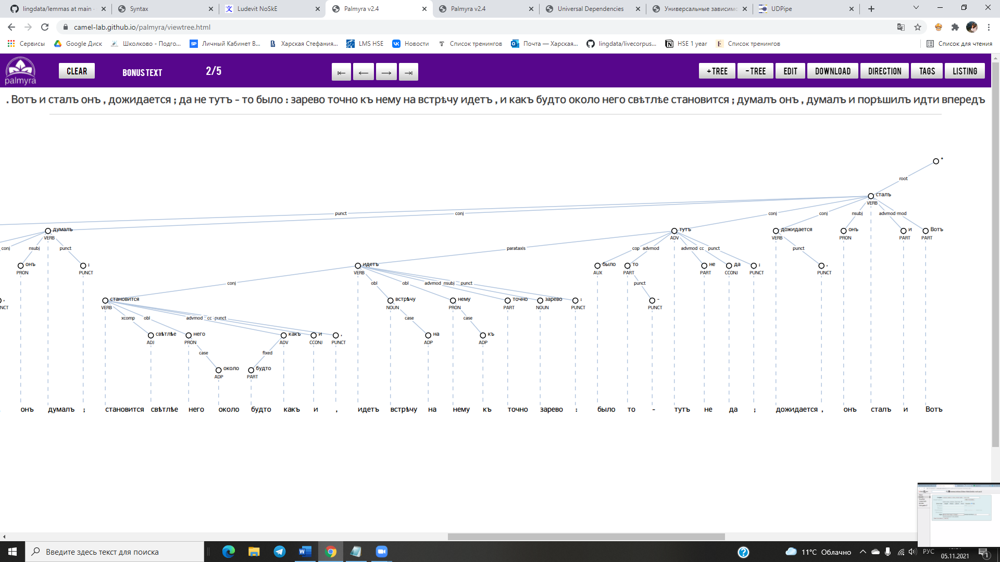 lingdata/lemmas at main
Syntax
Ludevit NoSkE
Palmyra v2.4
Palmyra v2.4
Universal Dependencies
Универсальные зависимо
UDPipe
camel-lab.github.io/palmyra/viewtree.html
Сервисы
Google Диск
Школково - Подго...
Личный Кабинет В...
Харская Стефания...
LMS HSE
Новости
Список тренингов
Почта — Харская...
lingdata/livecorpus...
HSE 1 year
Список тренингов
Список для чтения
palmyra
CLEAR
BONUS TEXT
2/5
+TREE
-TREE
EDIT
DOWNLOAD
DIRECTION
TAGS
LISTING
. Вотъ и сталъ онъ , дожидается ; да не тутъ - то было : зарево точно къ нему на встрѣчу идетъ , и какъ будто около него свѣтлѣе становится ; думалъ онъ , думалъ и порѣшилъ идти впередъ
*
root
сталъ
VERB
punct conj conj conj nsubj advmod mod
думалъ тутъ дожидается онъ и Вотъ
VERB ADV VERB PRON PART PART
conj nsubj punct parataxis cop advmod advmod cc punct punct
онъ ; идетъ было то не да ; ,
PRON PUNCT VERB AUX PART PART CCONJ PUNCT PUNCT
conj obl obl advmod nsubj punct punct
, становится встрѣчу нему точно зарево : -
NCT VERB NOUN PRON PART NOUN PUNCT PUNCT
xcomp obl advmod cc punct case case
свѣтлѣе него какъ и , на къ
ADJ PRON ADV CCONJ PUNCT ADP ADP
case fixed
около будто
ADP PART
, онъ думалъ ; становится свѣтлѣе него около будто какъ и , идетъ встрѣчу на нему къ точно зарево : было то - тутъ не да ; дожидается , онъ сталъ и Вотъ
Введите здесь текст для поиска
11°C Облачно
РУС
05.11.2021
1